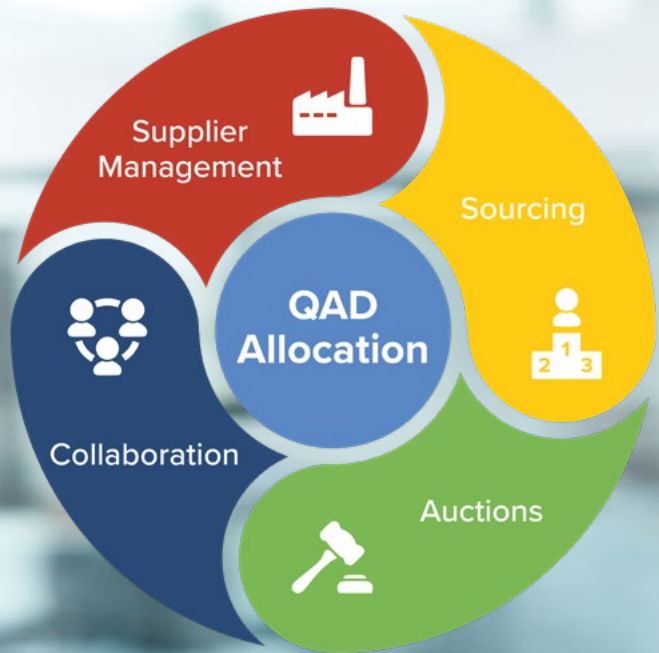 Supplier
Management
Sourcing
QAD
Allocation
Collaboration
Auctions
1
2 3